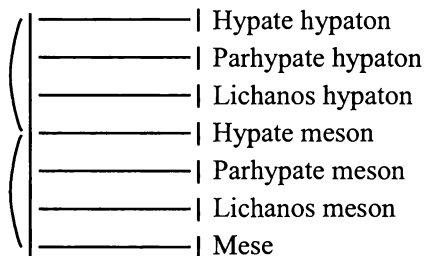 Hypate hypaton
Parhypate hypaton
Lichanos hypaton
Hypate meson
Parhypate meson
Lichanos meson
Mese